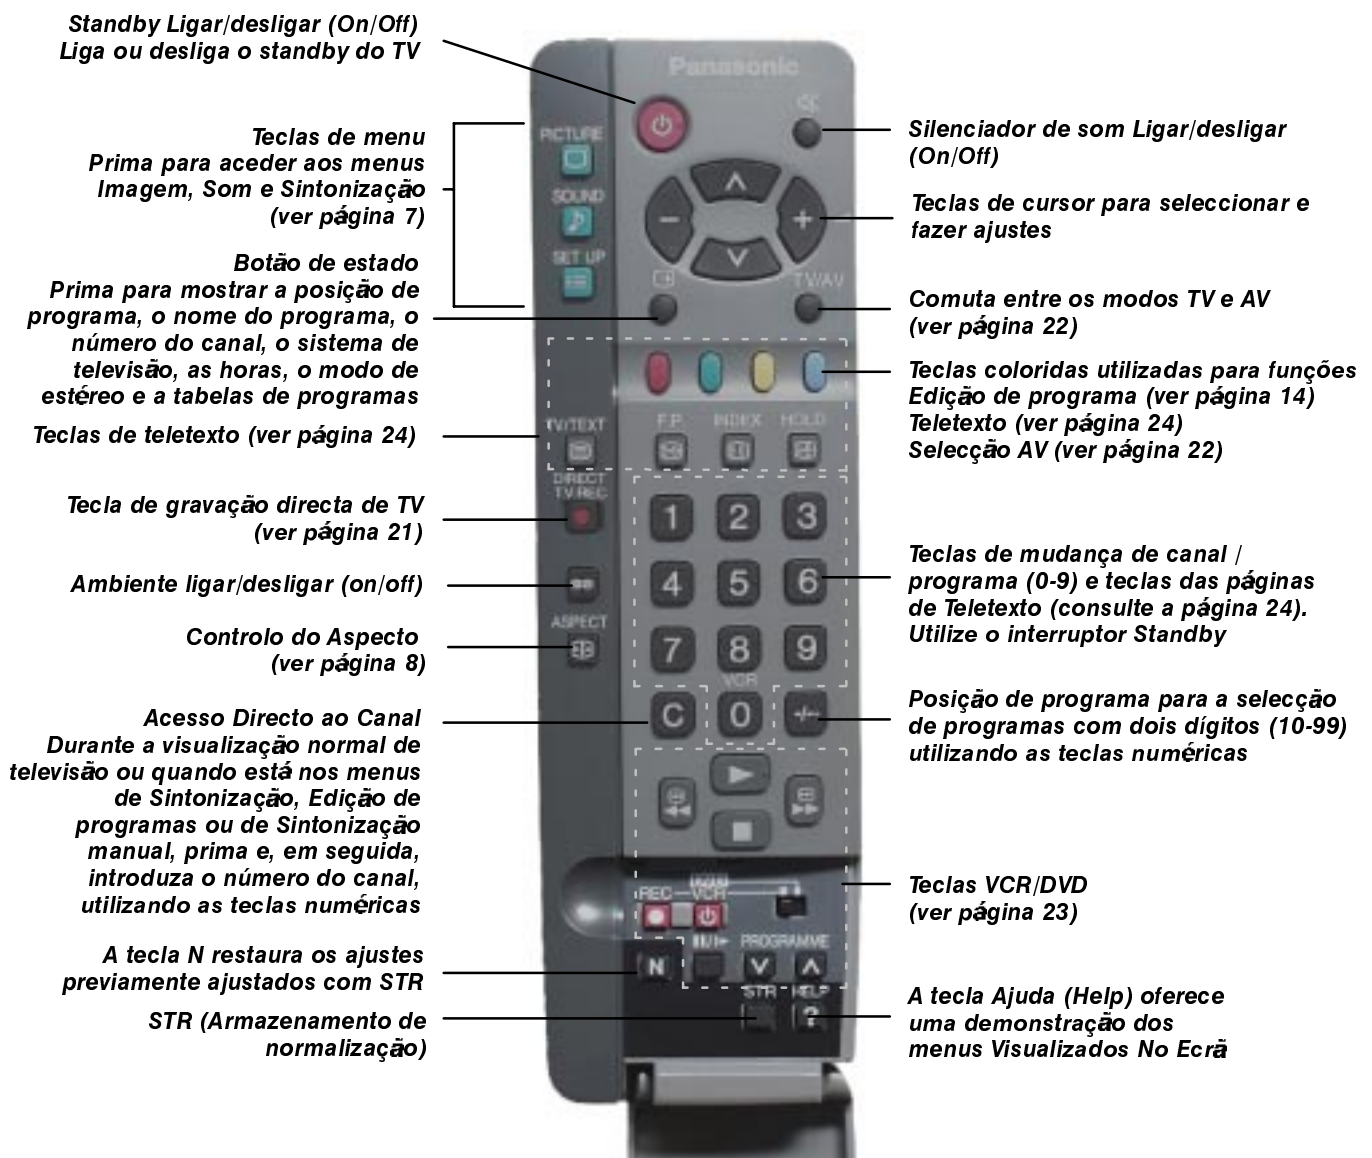 Standby Ligar/desligar (On/Off)
Liga ou desliga o standby do TV
Teclas de menu
Prima para aceder aos menus
Imagem, Som e Sintonização
(ver página 7)
Botão de estado
Prima para mostrar a posição de
programa, o nome do programa, o
número do canal, o sistema de
televisão, as horas, o modo de
estéreo e a tabelas de programas
Teclas de teletexto (ver página 24)
Tecla de gravação directa de TV
(ver página 21)
Ambiente ligar/desligar (on/off)
Controlo do Aspecto
(ver página 8)
Acesso Directo ao Canal
Durante a visualização normal de
televisão ou quando está nos menus
de Sintonização, Edição de
programas ou de Sintonização
manual, prima e, em seguida,
introduza o número do canal,
utilizando as teclas numéricas
A tecla N restaura os ajustes
previamente ajustados com STR
STR (Armazenamento de
normalização)
Panasonic
PICTURE
SOUND
SET UP
TV/AV
TV/TEXT
F.P.
INDEX
HOLD
DIRECT
TV REC
1 2 3
4 5 6
ASPECT
7 8 9
VCR
C 0 -/--
REC VCR
PROGRAMME
N
STR HELP
?
Silenciador de som Ligar/desligar
(On/Off)
Teclas de cursor para seleccionar e
fazer ajustes
Comuta entre os modos TV e AV
(ver página 22)
Teclas coloridas utilizadas para funções
Edição de programa (ver página 14)
Teletexto (ver página 24)
Selecção AV (ver página 22)
Teclas de mudança de canal /
programa (0-9) e teclas das páginas
de Teletexto (consulte a página 24).
Utilize o interruptor Standby
Posição de programa para a selecção
de programas com dois dígitos (10-99)
utilizando as teclas numéricas
Teclas VCR/DVD
(ver página 23)
A tecla Ajuda (Help) oferece
uma demonstração dos
menus Visualizados No Ecrã